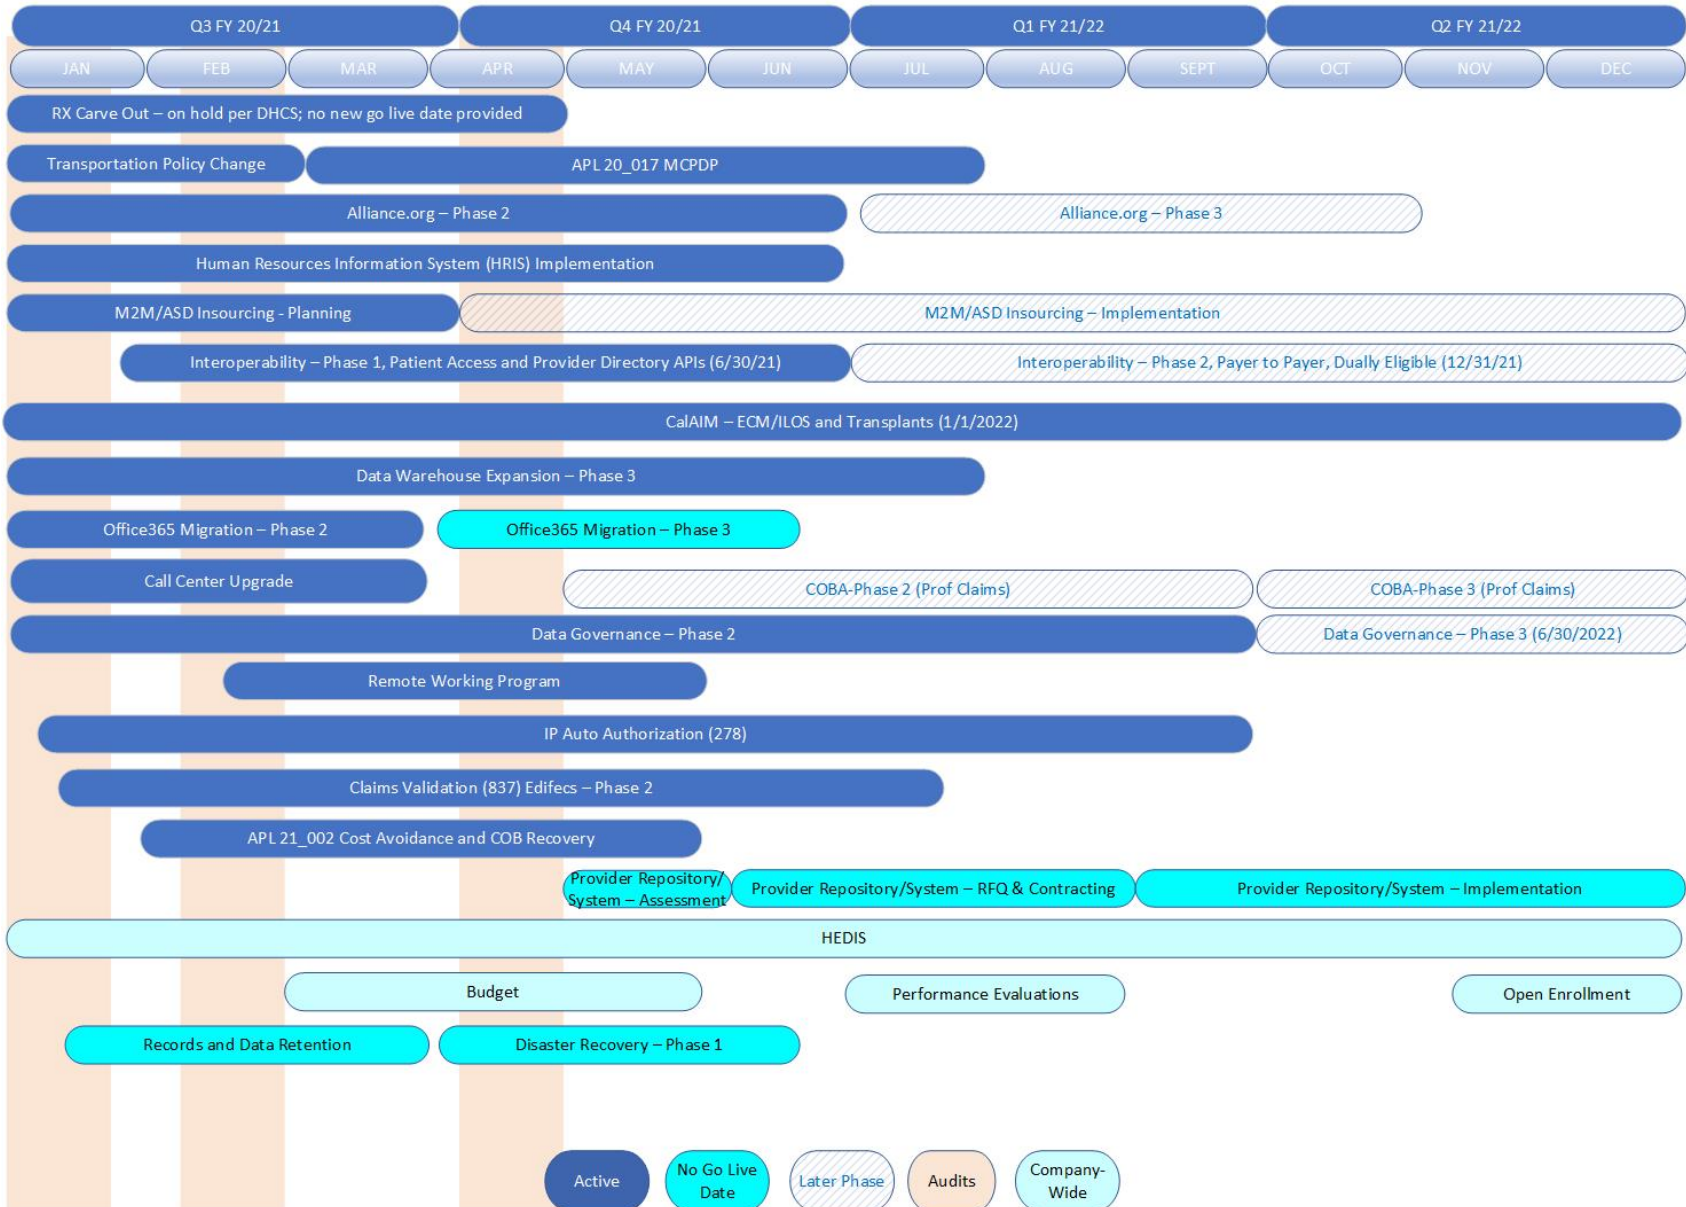 Q3 FY 20/21
Q4 FY 20/21
Q1 FY 21/22
Q2 FY 21/22
JAN
FEB
MAR
APR
MAY
JUN
JUL
AUG
SEPT
OCT
NOV
DEC
RX Carve Out – on hold per DHCS; no new go live date provided
Transportation Policy Change
APL 20_017 MCPDP
Alliance.org – Phase 2
Alliance.org – Phase 3
Human Resources Information System (HRIS) Implementation
M2M/ASD Insourcing - Planning
M2M/ASD Insourcing – Implementation
Interoperability – Phase 1, Patient Access and Provider Directory APIs (6/30/21)
Interoperability – Phase 2, Payer to Payer, Dually Eligible (12/31/21)
CalAIM – ECM/ILOS and Transplants (1/1/2022)
Data Warehouse Expansion – Phase 3
Office365 Migration – Phase 2
Office365 Migration – Phase 3
Call Center Upgrade
COBA-Phase 2 (Prof Claims)
COBA-Phase 3 (Prof Claims)
Data Governance – Phase 2
Data Governance – Phase 3 (6/30/2022)
Remote Working Program
IP Auto Authorization (278)
Claims Validation (837) Edifecs – Phase 2
APL 21_002 Cost Avoidance and COB Recovery
Provider Repository/
System – Assessment
Provider Repository/System – RFQ & Contracting
Provider Repository/System – Implementation
HEDIS
Budget
Performance Evaluations
Open Enrollment
Records and Data Retention
Disaster Recovery – Phase 1
Active
No Go Live
Date
Later Phase
Audits
Company-
Wide